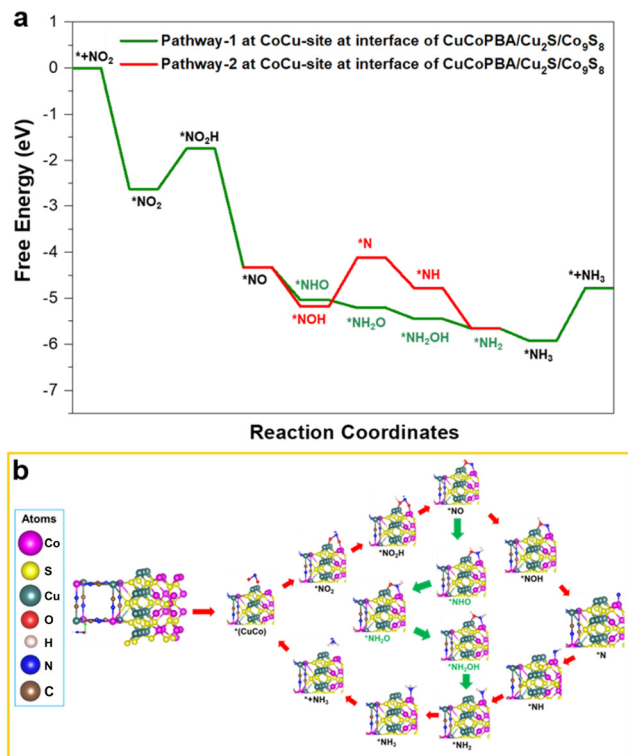 a
Pathway-1 at CoCu-site at interface of CuCoPBA/Cu₂S/Co₉S₈
Pathway-2 at CoCu-site at interface of CuCoPBA/Cu₂S/Co₉S₈
Free Energy (eV)
1
0
-1
-2
-3
-4
-5
-6
-7
*+NO₂
*NO₂
*NO₂H
*NO
*NHO
*NOH
*N
*NH₂O
*NH
*NH₂OH
*NH₂
*NH₃
*+NH₃
Reaction Coordinates
b
Atoms
Co
S
Cu
O
H
N
C
*(CuCo)
*NO₂
*NO₂H
*NO
*NOH
*N
*NH
*NH₂
*NH₃
*+NH₃
*NHO
*NH₂O
*NH₂OH